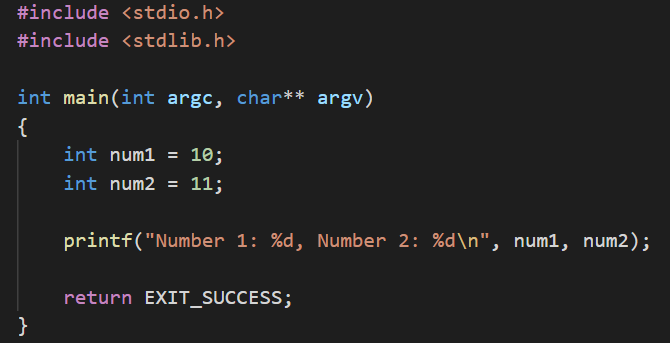 #include <stdio.h>
#include <stdlib.h>
int main(int argc, char** argv)
{
int num1 = 10;
int num2 = 11;
printf("Number 1: %d, Number 2: %d\n", num1, num2);
return EXIT_SUCCESS;
}